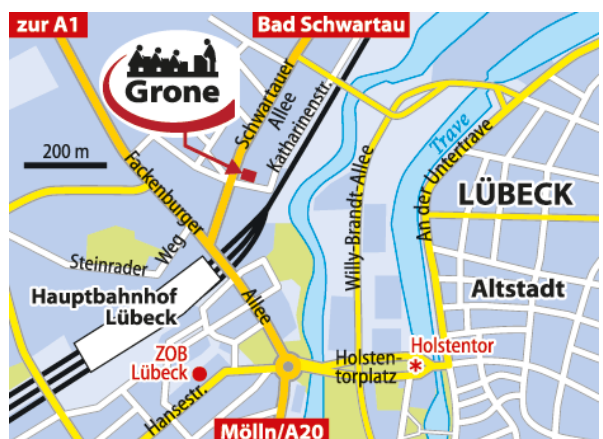 zur A1
Bad Schwartau
Grone
Schwartauer
Allee
Katharinenstr.
200 m
Fackenburger
Allee
Willy-Brandt-Allee
Trave
An der Untertrave
LÜBECK
Steinrader
Weg
Hauptbahnhof
Lübeck
Altstadt
ZOB
Lübeck
Holsten-
torplatz
Holstentor
Hansestr.
Mölln/A20